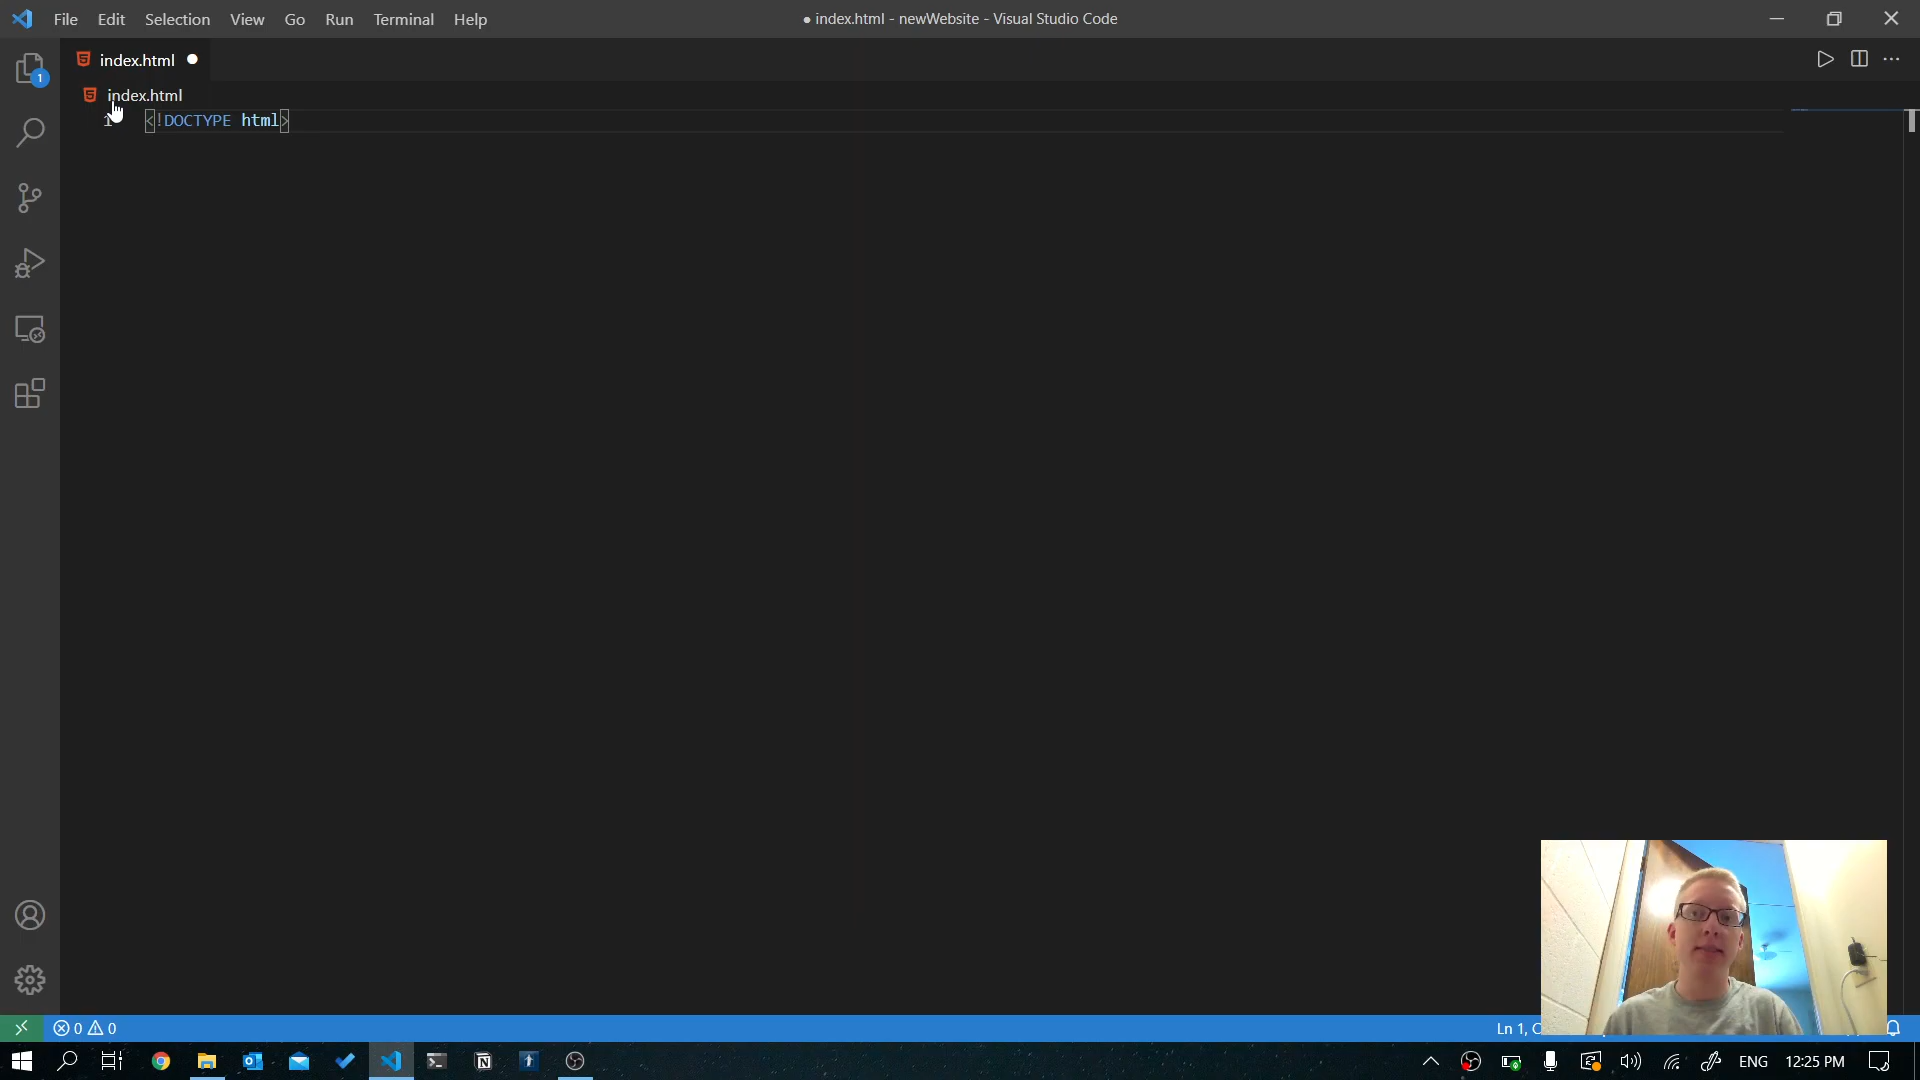 File Edit Selection View Go Run Terminal Help
● index.html - newWebsite - Visual Studio Code
index.html
1
index.html
1 <!DOCTYPE html>
0 0
Ln 1, C
ENG 12:25 PM